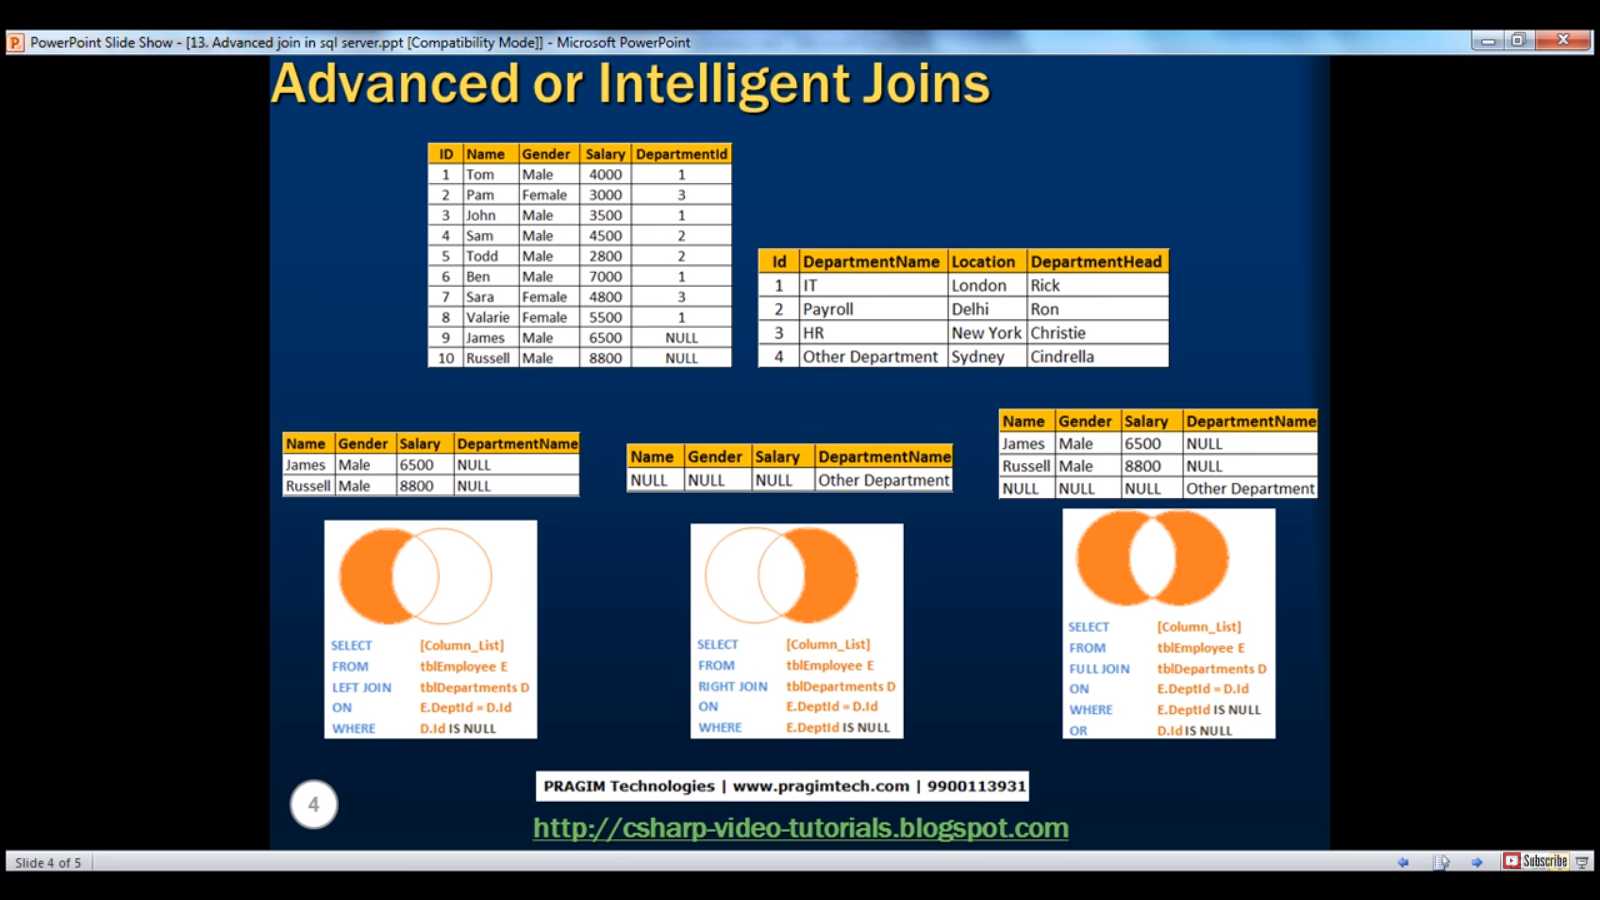 PowerPoint Slide Show - [13. Advanced join in sql server.ppt [Compatibility Mode]] - Microsoft PowerPoint
Advanced or Intelligent Joins
ID Name Gender Salary DepartmentId
1 Tom Male 4000 1
2 Pam Female 3000 3
3 John Male 3500 1
4 Sam Male 4500 2
5 Todd Male 2800 2
6 Ben Male 7000 1
7 Sara Female 4800 3
8 Valarie Female 5500 1
9 James Male 6500 NULL
10 Russell Male 8800 NULL
Id DepartmentName Location DepartmentHead
1 IT London Rick
2 Payroll Delhi Ron
3 HR New York Christie
4 Other Department Sydney Cindrella
Name Gender Salary DepartmentName
James Male 6500 NULL
Russell Male 8800 NULL
SELECT [Column_List]
FROM tblEmployee E
LEFT JOIN tblDepartments D
ON E.DeptId = D.Id
WHERE D.Id IS NULL
Name Gender Salary DepartmentName
NULL NULL NULL Other Department
SELECT [Column_List]
FROM tblEmployee E
RIGHT JOIN tblDepartments D
ON E.DeptId = D.Id
WHERE E.DeptId IS NULL
Name Gender Salary DepartmentName
James Male 6500 NULL
Russell Male 8800 NULL
NULL NULL NULL Other Department
SELECT [Column_List]
FROM tblEmployee E
FULL JOIN tblDepartments D
ON E.DeptId = D.Id
WHERE E.DeptId IS NULL
OR D.Id IS NULL
PRAGIM Technologies | www.pragimtech.com | 9900113931
4
http://csharp-video-tutorials.blogspot.com
Slide 4 of 5
Subscribe